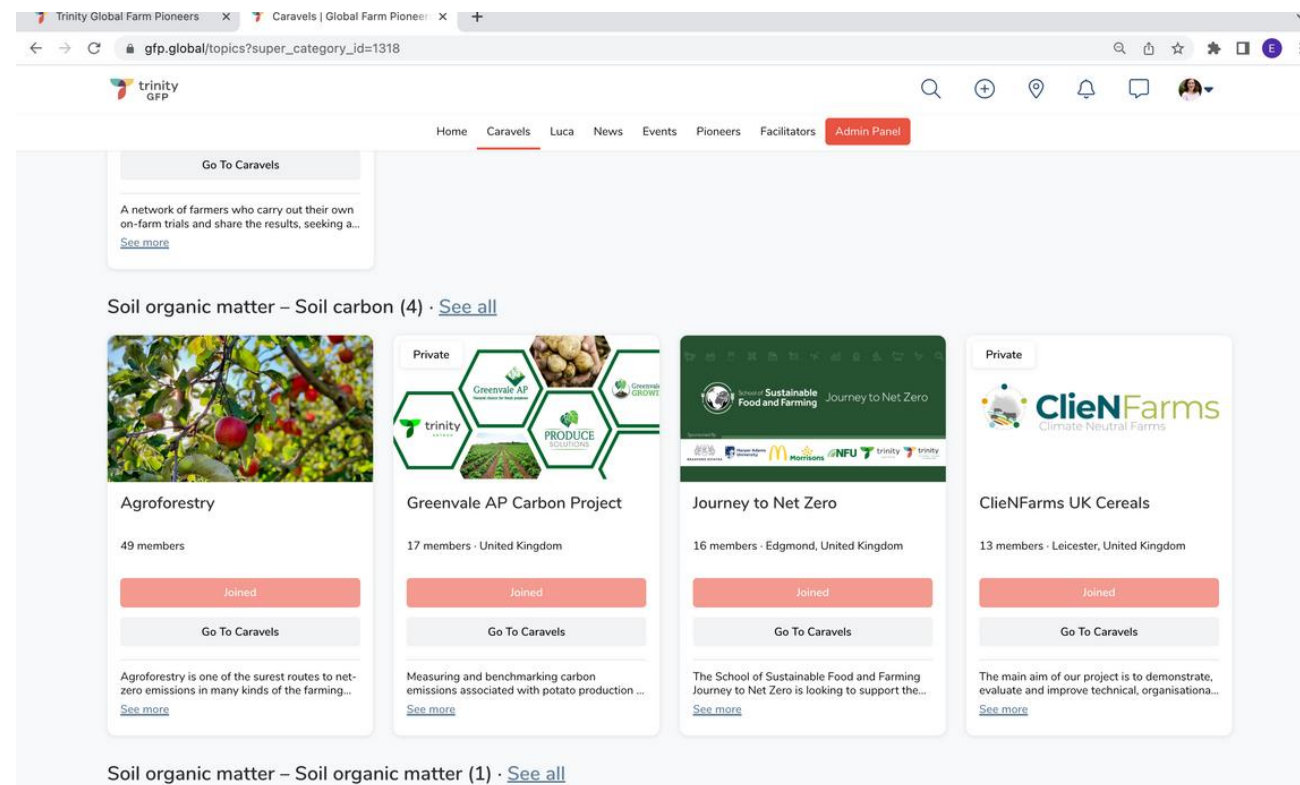 Trinity Global Farm Pioneers
Caravels | Global Farm Pioneer
gfp.global/topics?super_category_id=1318
E
trinity
GFP
Home Caravels Luca News Events Pioneers Facilitators Admin Panel
Go To Caravels
A network of farmers who carry out their own
on-farm trials and share the results, seeking a...
See more
Soil organic matter – Soil carbon (4) · See all
Private
Greenvale AP
trinity
PRODUCE
SOLUTIONS
GROWI
School of Sustainable
Food and Farming
Journey to Net Zero
Harper Adams
University
Morrisons
NFU
trinity
trinity
Private
ClieNFarms
Climate Neutral Farms
Agroforestry
49 members
Joined
Go To Caravels
Agroforestry is one of the surest routes to net-
zero emissions in many kinds of the farming...
See more
Greenvale AP Carbon Project
17 members · United Kingdom
Joined
Go To Caravels
Measuring and benchmarking carbon
emissions associated with potato production ...
See more
Journey to Net Zero
16 members · Edgmond, United Kingdom
Joined
Go To Caravels
The School of Sustainable Food and Farming
Journey to Net Zero is looking to support the...
See more
ClieNFarms UK Cereals
13 members · Leicester, United Kingdom
Joined
Go To Caravels
The main aim of our project is to demonstrate,
evaluate and improve technical, organisationa...
See more
Soil organic matter – Soil organic matter (1) · See all